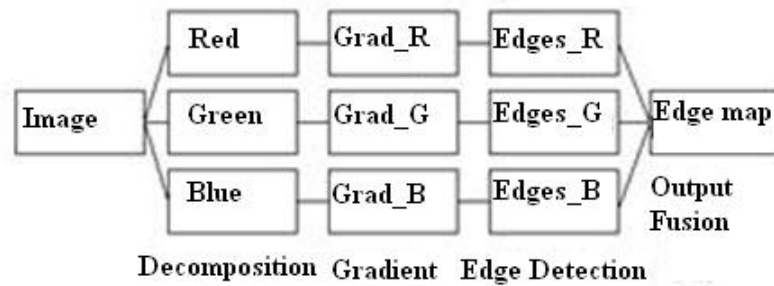 Red
Grad_R
Edges_R
Image
Green
Grad_G
Edges_G
Edge map
Blue
Grad_B
Edges_B
Output
Fusion
Decomposition
Gradient
Edge Detection